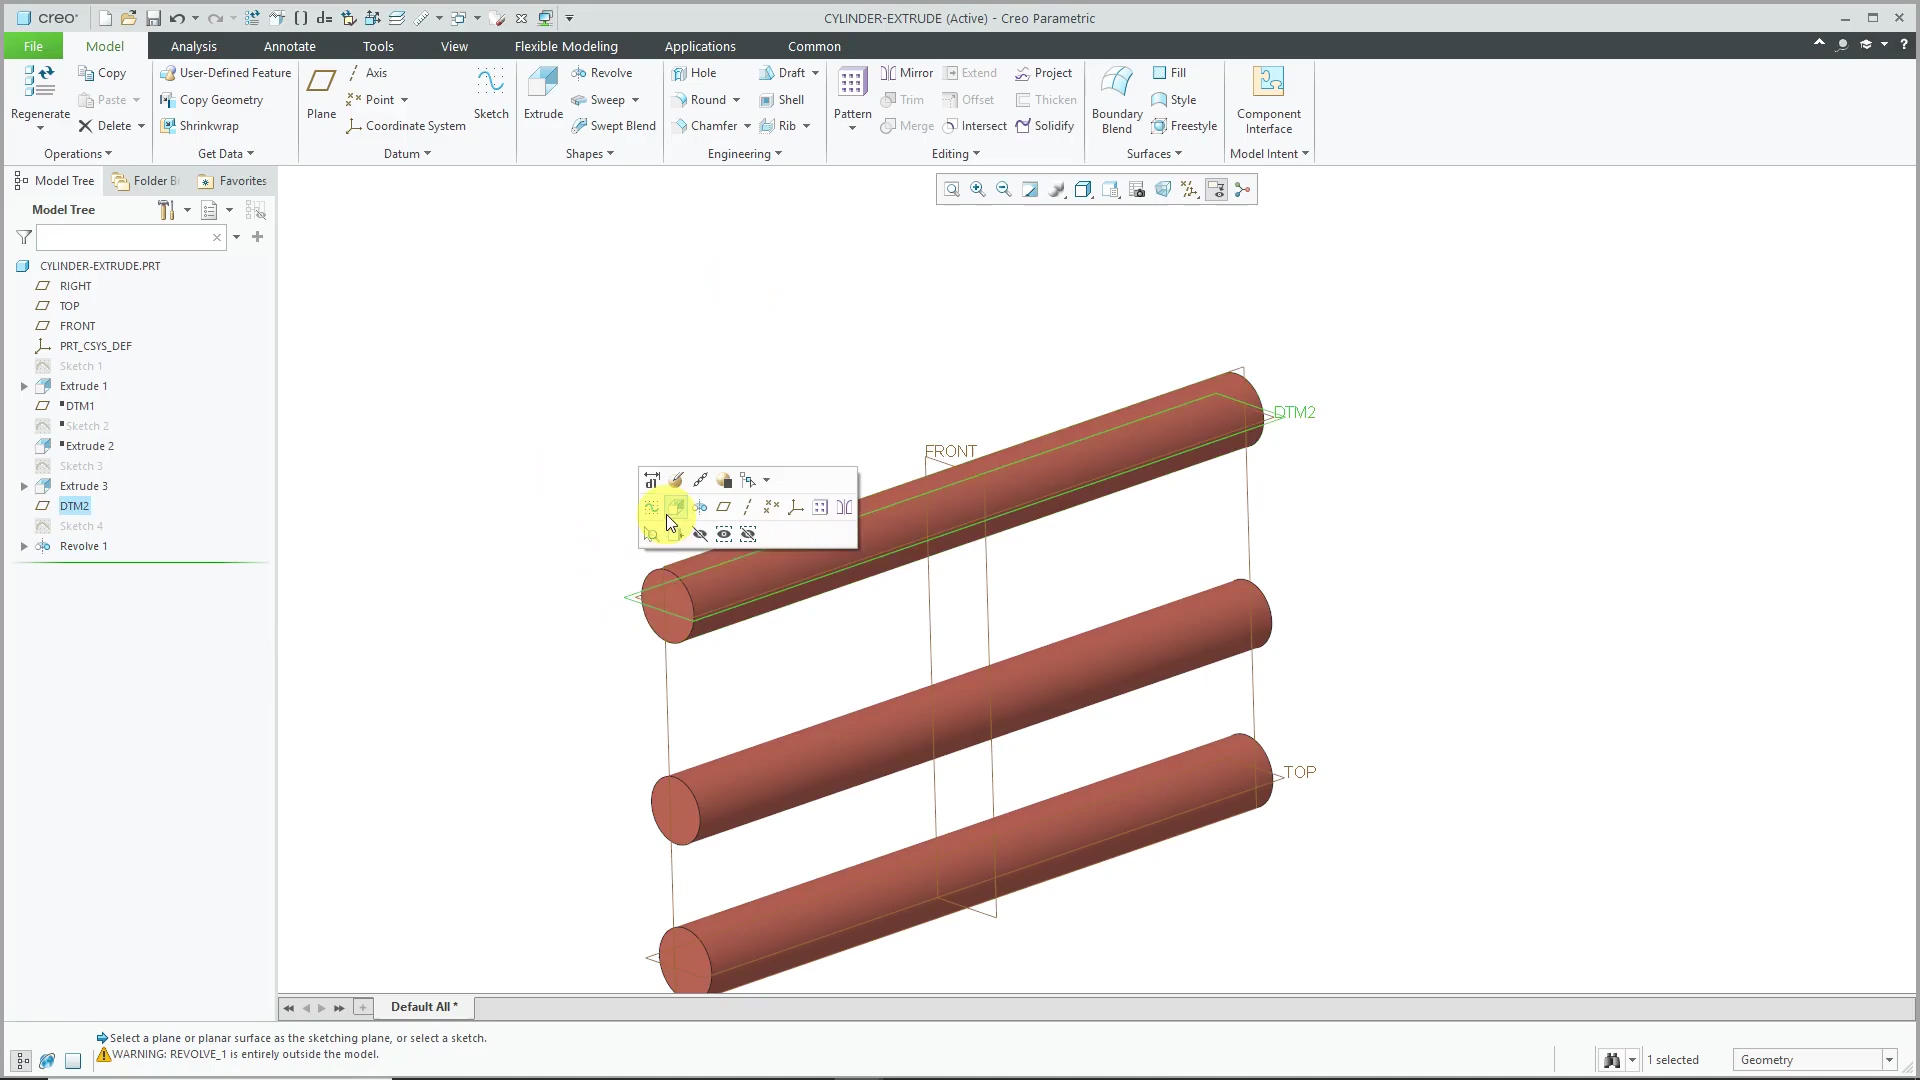 creo
CYLINDER-EXTRUDE (Active) - Creo Parametric
File
Model
Analysis
Annotate
Tools
View
Flexible Modeling
Applications
Common
Regenerate
Copy
Paste
Delete
Operations
User-Defined Feature
Copy Geometry
Shrinkwrap
Get Data
Plane
Axis
Point
Coordinate System
Sketch
Datum
Extrude
Revolve
Sweep
Swept Blend
Shapes
Hole
Round
Chamfer
Draft
Shell
Rib
Engineering
Pattern
Mirror
Trim
Merge
Extend
Offset
Intersect
Project
Thicken
Solidify
Editing
Boundary
Blend
Fill
Style
Freestyle
Surfaces
Component
Interface
Model Intent
Model Tree
Folder B
Favorites
Model Tree
CYLINDER-EXTRUDE.PRT
RIGHT
TOP
FRONT
PRT_CSYS_DEF
Sketch 1
Extrude 1
DTM1
Sketch 2
Extrude 2
Sketch 3
Extrude 3
DTM2
Sketch 4
Revolve 1
DTM2
FRONT
TOP
Default All *
Select a plane or planar surface as the sketching plane, or select a sketch.
WARNING: REVOLVE_1 is entirely outside the model.
1 selected
Geometry